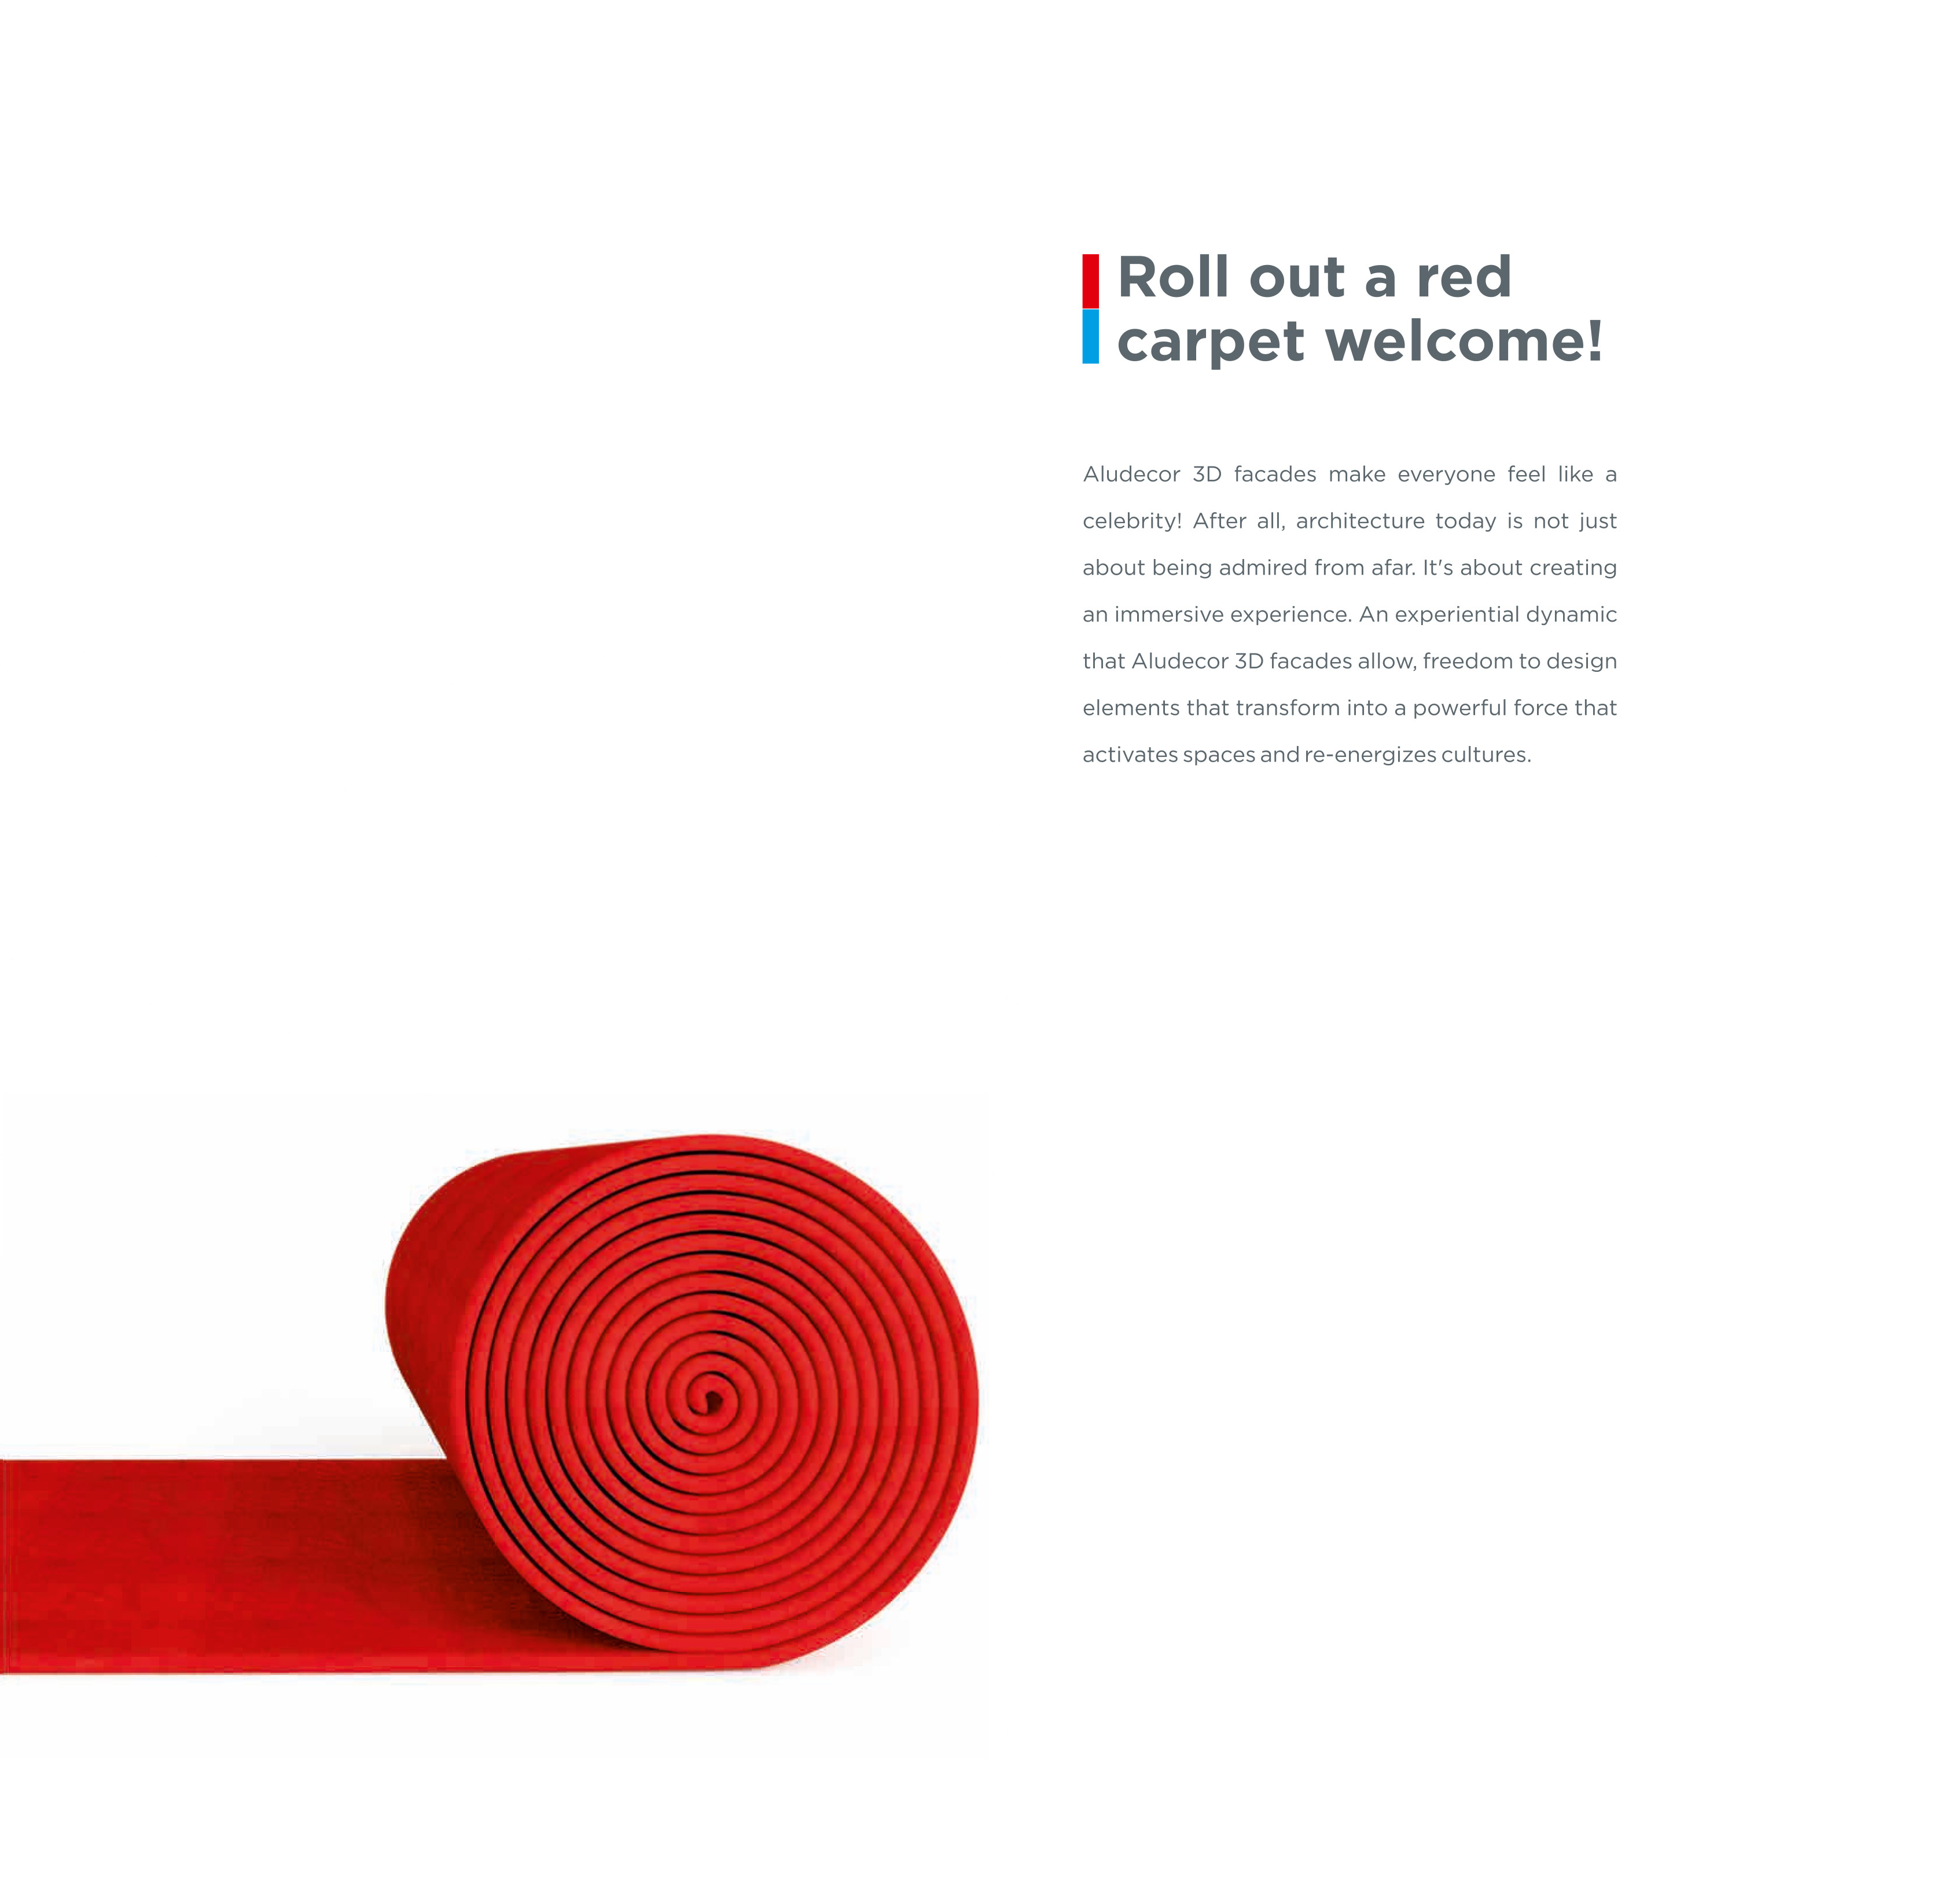 Roll out a red
carpet welcome!
Aludecor 3D facades make everyone feel like a
celebrity! After all, architecture today is not just
about being admired from afar. It's about creating
an immersive experience. An experiential dynamic
that Aludecor 3D facades allow, freedom to design
elements that transform into a powerful force that
activates spaces and re-energizes cultures.